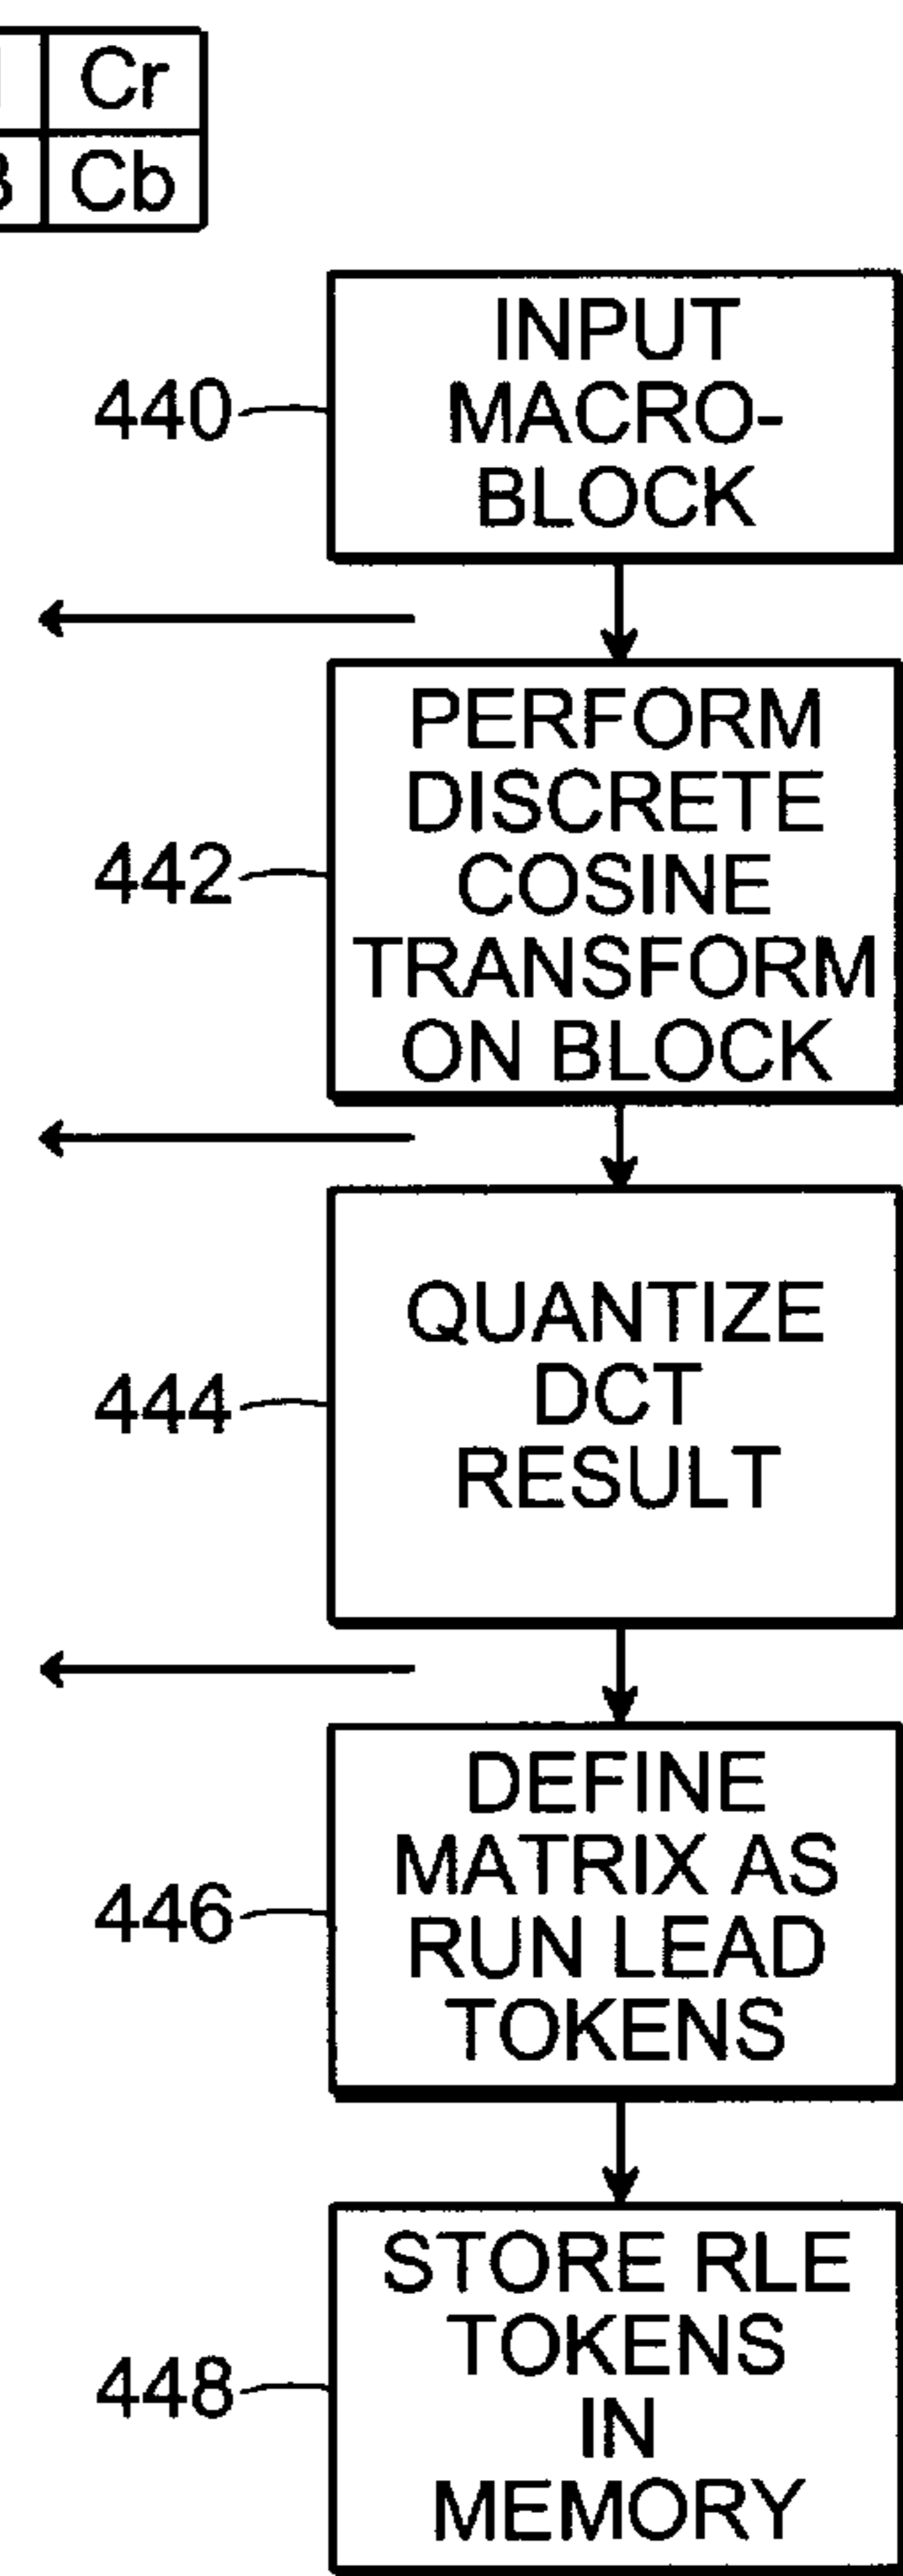 Cr
Cb
INPUT
440 MACRO-
BLOCK
PERFORM
DISCRETE
442 COSINE
TRANSFORM
ON BLOCK
QUANTIZE
444 DCT
RESULT
DEFINE
MATRIX AS
446 RUN LEAD
TOKENS
STORE RLE
TOKENS
448 IN
MEMORY